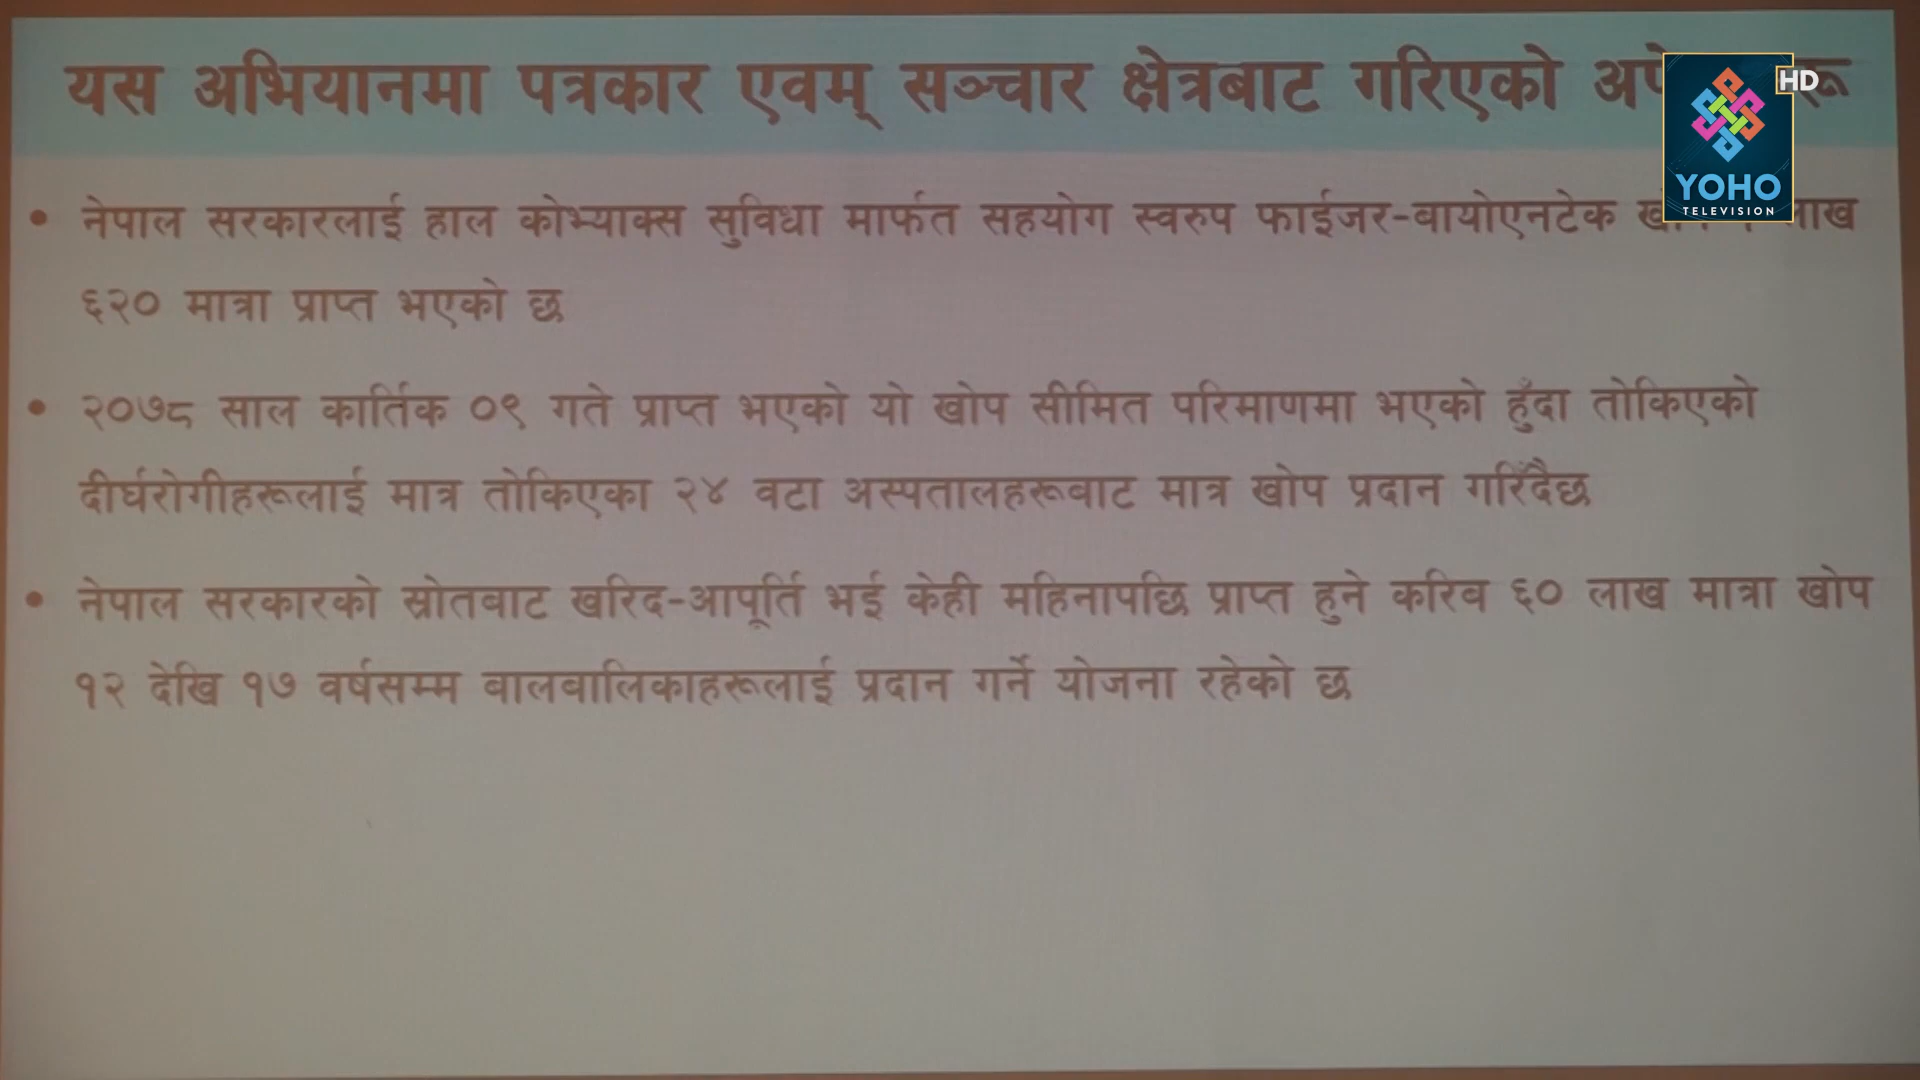 यस अभियानमा पत्रकार एवम् सञ्चार क्षेत्रबाट गरिएको
HD
YOHO
TELEVISION
• नेपाल सरकारलाई हाल कोभ्याक्स सुविधा मार्फत सहयोग स्वरुप फाईजर-बायोएनटेक लाख
६२० मात्रा प्राप्त भएको छ
• २०७८ साल कार्तिक ०९ गते प्राप्त भएको यो खोप सीमित परिमाणमा भएको हुँदा तोकिएको
दीर्घरोगीहरूलाई मात्र तोकिएका २४ वटा अस्पतालहरूबाट मात्र खोप प्रदान गरिँदैछ
• नेपाल सरकारको स्रोतबाट खरिद-आपूर्ति भई केही महिनापछि प्राप्त हुने करिव ६० लाख मात्रा खोप
१२ देखि १७ वर्षसम्म बालबालिकाहरूलाई प्रदान गर्ने योजना रहेको छ